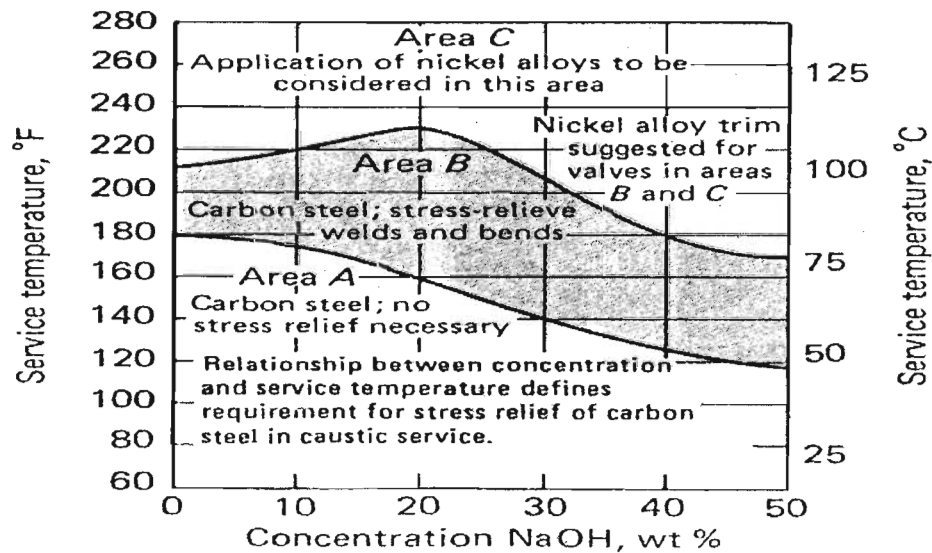 280
260
240
220
200
180
160
140
120
100
80
60
Service temperature, °F
Area C
Application of nickel alloys to be
considered in this area
Nickel alloy trim
suggested for
valves in areas
B and C
Area B
Carbon steel; stress-relieve
welds and bends
Area A
Carbon steel; no
stress relief necessary
Relationship between concentration
and service temperature defines
requirement for stress relief of carbon
steel in caustic service.
125
100
75
50
25
Service temperature, °C
0 10 20 30 40 50
Concentration NaOH, wt %